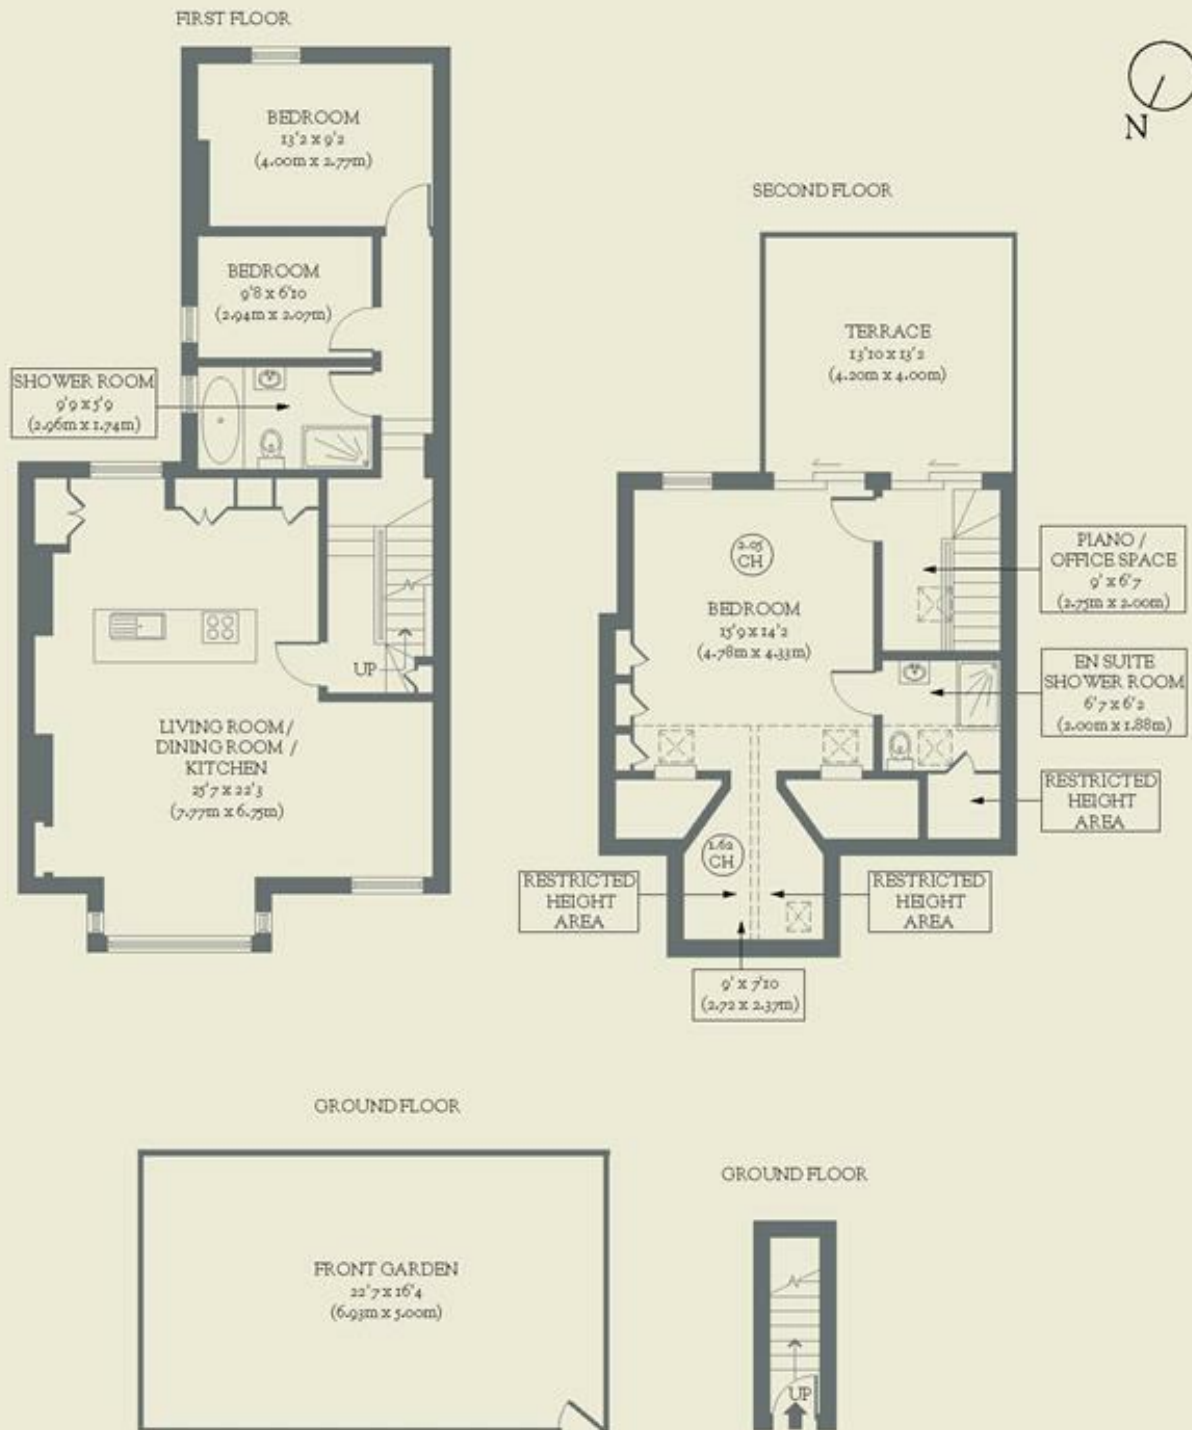 FIRST FLOOR
BEDROOM
13'2 x 9'2
(4.00m x 2.77m)
N
BEDROOM
9'8 x 6'10
(2.94m x 2.07m)
SHOWER ROOM
9'9 x 5'9
(2.96m x 1.74m)
UP
LIVING ROOM /
DINING ROOM /
KITCHEN
25'7 x 22'3
(7.77m x 6.75m)
SECOND FLOOR
TERRACE
13'10 x 13'2
(4.20m x 4.00m)
2.05
CH
BEDROOM
15'9 x 14'2
(4.78m x 4.33m)
PIANO /
OFFICE SPACE
9' x 6'7
(2.75m x 2.00m)
EN SUITE
SHOWER ROOM
6'7 x 6'2
(2.00m x 1.88m)
RESTRICTED
HEIGHT
AREA
1.62
CH
RESTRICTED
HEIGHT
AREA
RESTRICTED
HEIGHT
AREA
9' x 7'10
(2.72 x 2.37m)
GROUND FLOOR
FRONT GARDEN
22'7 x 16'4
(6.93m x 5.00m)
GROUND FLOOR
UP